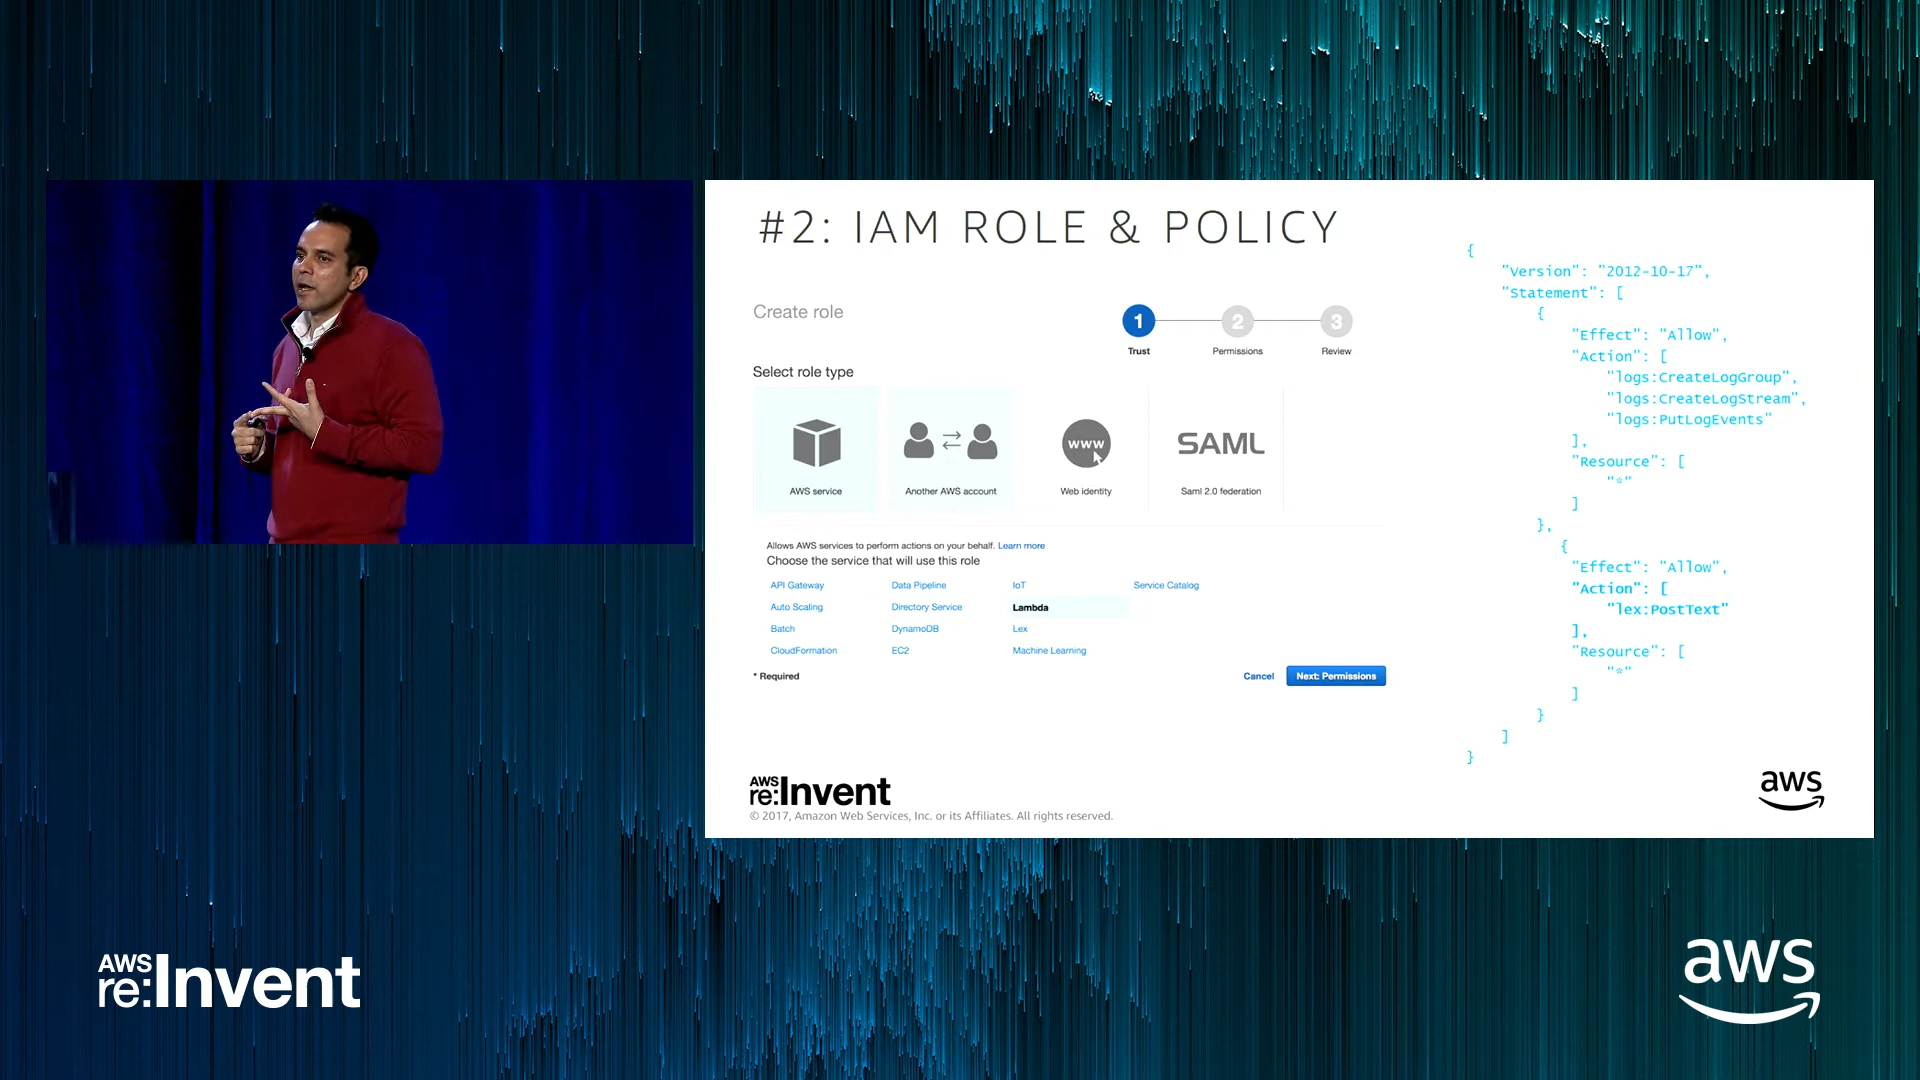 #2: IAM ROLE & POLICY
Create role
1
2
3
Trust
Permissions
Review
Select role type
www
SAML
AWS service
Another AWS account
Web identity
Saml 2.0 federation
Allows AWS services to perform actions on your behalf. Learn more
Choose the service that will use this role
API Gateway
Data Pipeline
IoT
Service Catalog
Auto Scaling
Directory Service
Lambda
Batch
DynamoDB
Lex
CloudFormation
EC2
Machine Learning
* Required
Cancel
Next: Permissions
{
"Version": "2012-10-17",
"Statement": [
{
"Effect": "Allow",
"Action": [
"logs:CreateLogGroup",
"logs:CreateLogStream",
"logs:PutLogEvents"
],
"Resource": [
"*"
]
},
{
"Effect": "Allow",
"Action": [
"lex:PostText"
],
"Resource": [
"*"
]
}
]
}
AWS
re:Invent
© 2017, Amazon Web Services, Inc. or its Affiliates. All rights reserved.
aws
AWS
re:Invent
aws